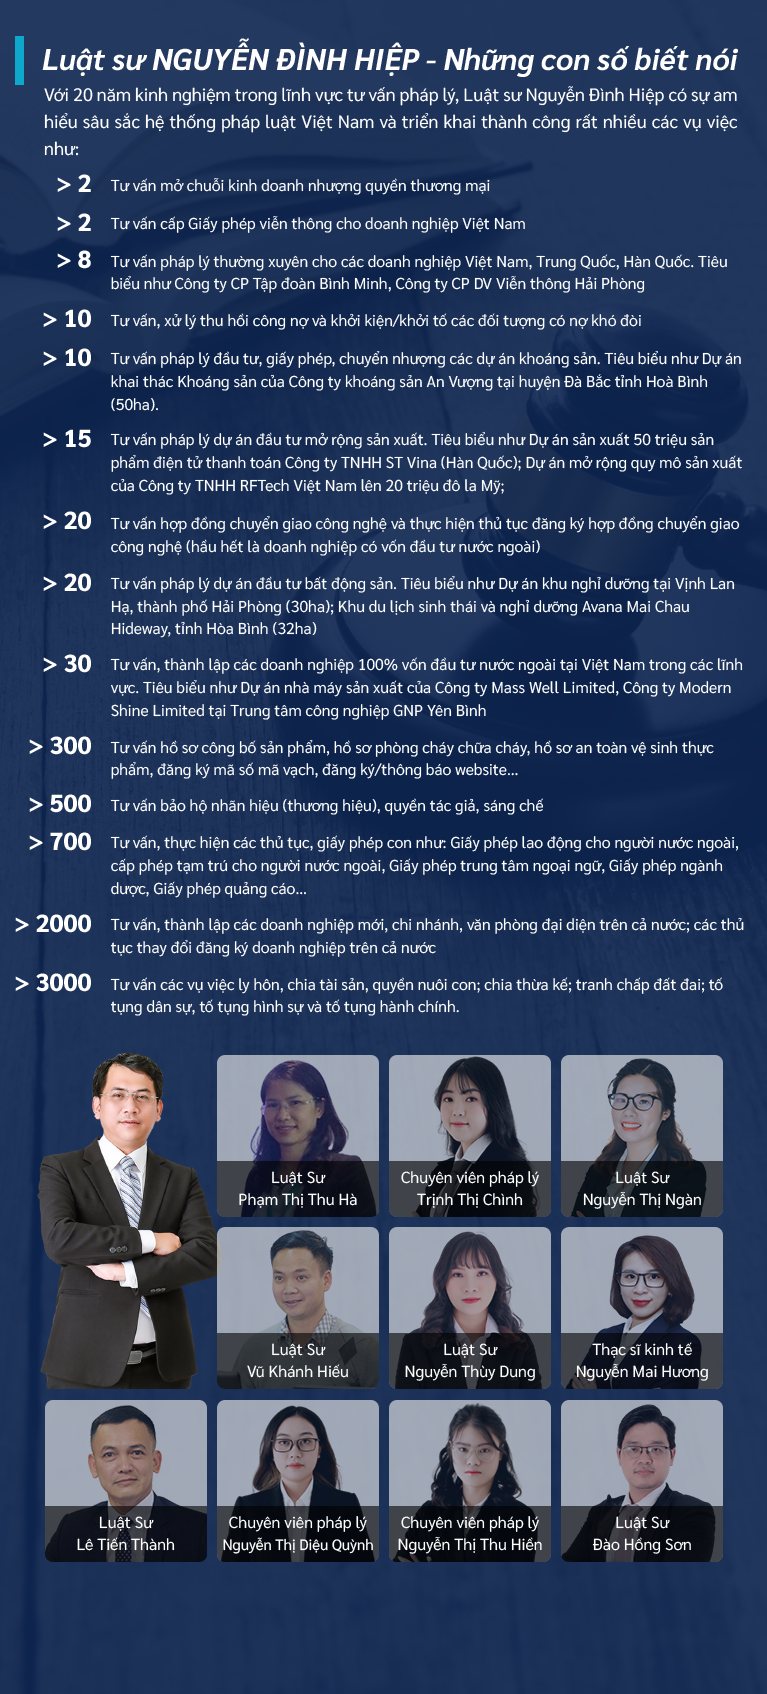 Luật sư NGUYỄN ĐÌNH HIỆP - Những con số biết nói
Với 20 năm kinh nghiệm trong lĩnh vực tư vấn pháp lý, Luật sư Nguyễn Đình Hiệp có sự am
hiểu sâu sắc hệ thống pháp luật Việt Nam và triển khai thành công rất nhiều các vụ việc
như:
> 2 Tư vấn mở chuỗi kinh doanh nhượng quyền thương mại
> 2 Tư vấn cấp Giấy phép viễn thông cho doanh nghiệp Việt Nam
> 8 Tư vấn pháp lý thường xuyên cho các doanh nghiệp Việt Nam, Trung Quốc, Hàn Quốc. Tiêu
biểu như Công ty CP Tập đoàn Bình Minh, Công ty CP DV Viễn thông Hải Phòng
> 10 Tư vấn, xử lý thu hồi công nợ và khởi kiện/khởi tố các đối tượng có nợ khó đòi
> 10 Tư vấn pháp lý đầu tư, giấy phép, chuyển nhượng các dự án khoáng sản. Tiêu biểu như Dự án
khai thác Khoáng sản của Công ty khoáng sản An Vượng tại huyện Đà Bắc tỉnh Hoà Bình
(50ha).
> 15 Tư vấn pháp lý dự án đầu tư mở rộng sản xuất. Tiêu biểu như Dự án sản xuất 50 triệu sản
phẩm điện tử thanh toán Công ty TNHH ST Vina (Hàn Quốc); Dự án mở rộng quy mô sản xuất
của Công ty TNHH RFTech Việt Nam lên 20 triệu đô la Mỹ;
> 20 Tư vấn hợp đồng chuyển giao công nghệ và thực hiện thủ tục đăng ký hợp đồng chuyển giao
công nghệ (hầu hết là doanh nghiệp có vốn đầu tư nước ngoài)
> 20 Tư vấn pháp lý dự án đầu tư bất động sản. Tiêu biểu như Dự án khu nghỉ dưỡng tại Vịnh Lan
Hạ, thành phố Hải Phòng (30ha); Khu du lịch sinh thái và nghỉ dưỡng Avana Mai Chau
Hideway, tỉnh Hòa Bình (32ha)
> 30 Tư vấn, thành lập các doanh nghiệp 100% vốn đầu tư nước ngoài tại Việt Nam trong các lĩnh
vực. Tiêu biểu như Dự án nhà máy sản xuất của Công ty Mass Well Limited, Công ty Modern
Shine Limited tại Trung tâm công nghiệp GNP Yên Bình
> 300 Tư vấn hồ sơ công bố sản phẩm, hồ sơ phòng cháy chữa cháy, hồ sơ an toàn vệ sinh thực
phẩm, đăng ký mã số mã vạch, đăng ký/thông báo website...
> 500 Tư vấn bảo hộ nhãn hiệu (thương hiệu), quyền tác giả, sáng chế
> 700 Tư vấn, thực hiện các thủ tục, giấy phép con như: Giấy phép lao động cho người nước ngoài,
cấp phép tạm trú cho người nước ngoài, Giấy phép trung tâm ngoại ngữ, Giấy phép ngành
dược, Giấy phép quảng cáo...
> 2000 Tư vấn, thành lập các doanh nghiệp mới, chi nhánh, văn phòng đại diện trên cả nước; các thủ
tục thay đổi đăng ký doanh nghiệp trên cả nước
> 3000 Tư vấn các vụ việc ly hôn, chia tài sản, quyền nuôi con; chia thừa kế; tranh chấp đất đai; tố
tụng dân sự, tố tụng hình sự và tố tụng hành chính.
Luật Sư
Phạm Thị Thu Hà
Chuyên viên pháp lý
Trịnh Thị Chình
Luật Sư
Nguyễn Thị Ngàn
Luật Sư
Vũ Khánh Hiếu
Luật Sư
Nguyễn Thùy Dung
Thạc sĩ kinh tế
Nguyễn Mai Hương
Luật Sư
Lê Tiến Thành
Chuyên viên pháp lý
Nguyễn Thị Diệu Quỳnh
Chuyên viên pháp lý
Nguyễn Thị Thu Hiền
Luật Sư
Đào Hồng Sơn